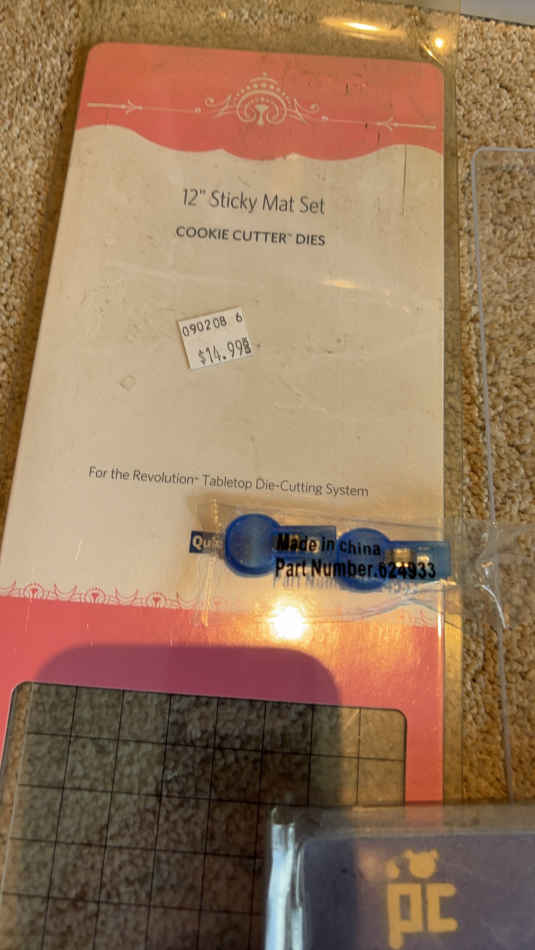 12" Sticky Mat Set
COOKIE CUTTER™ DIES
090208 6
$14.99
For the Revolution™ Tabletop Die-Cutting System
Made in china
Part Number.624933
pc